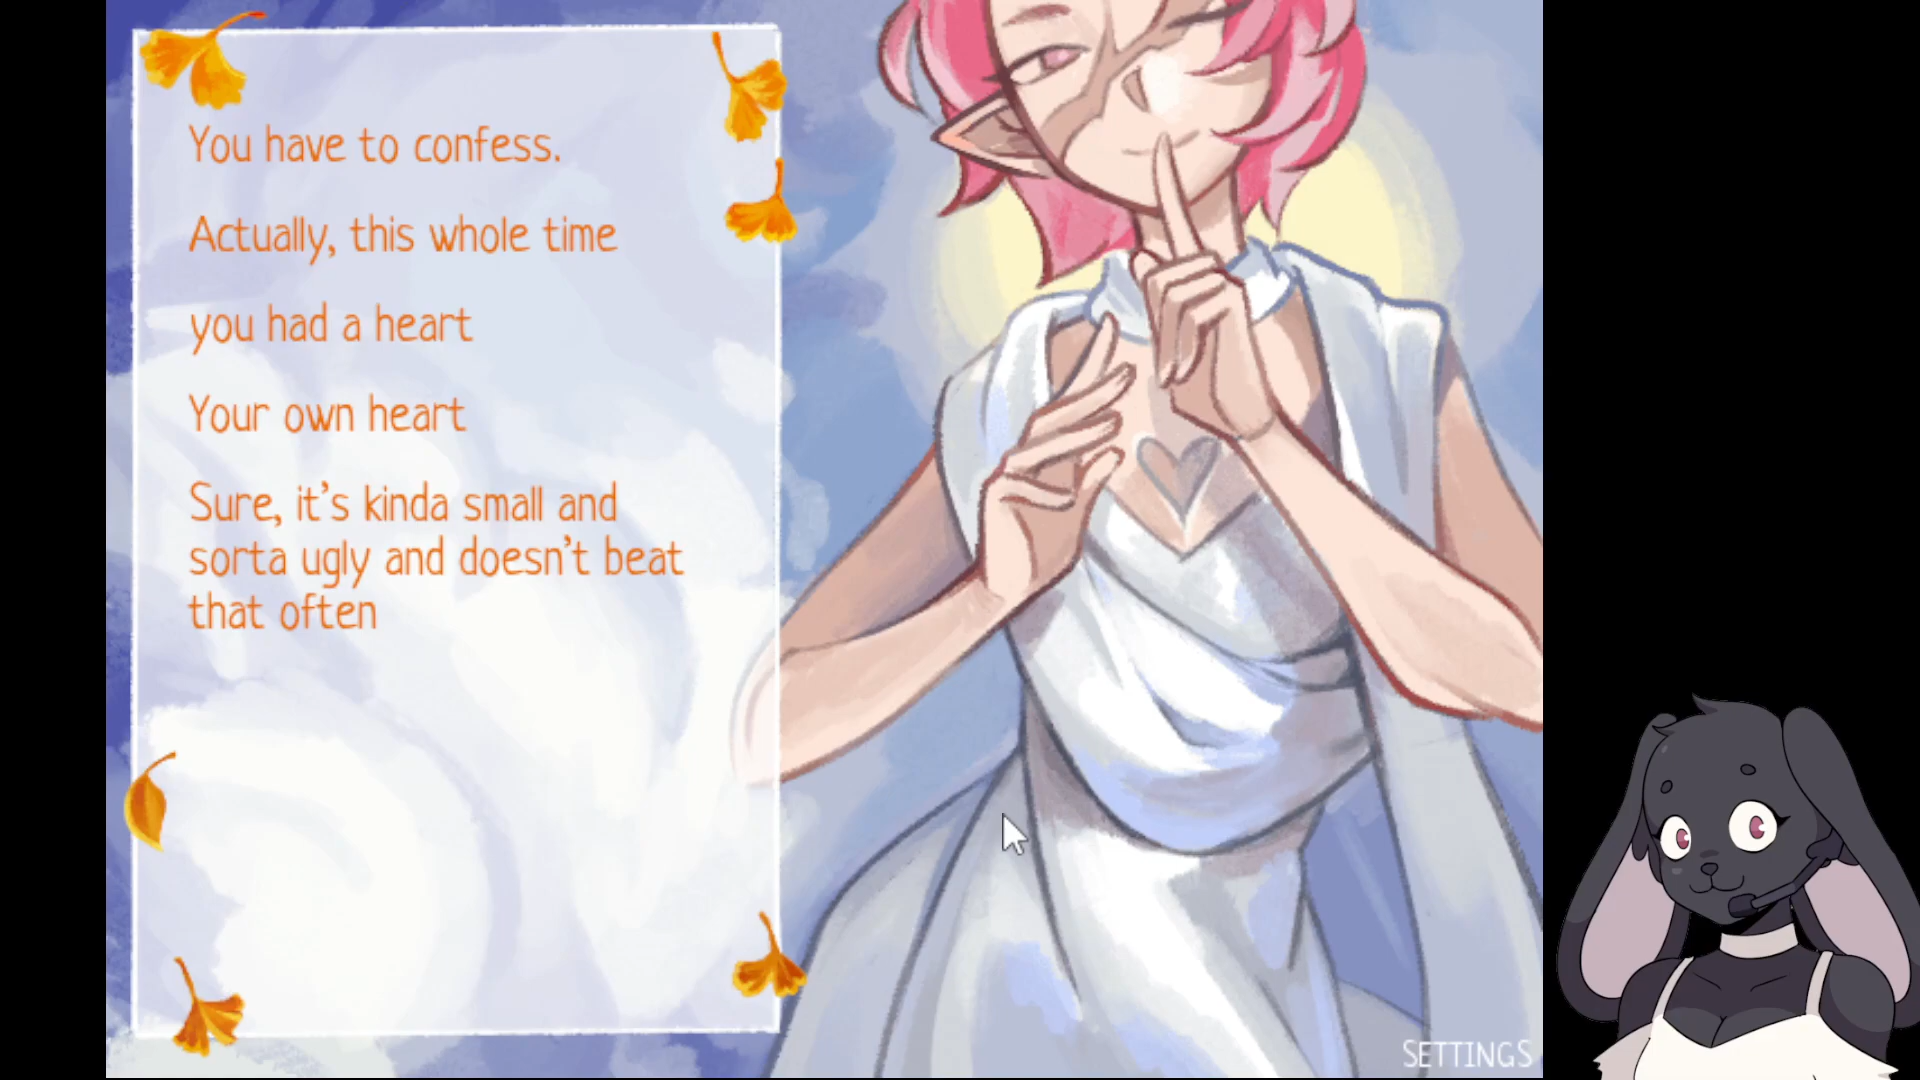 You have to confess.
Actually, this whole time
you had a heart
Your own heart
Sure, it's kinda small and
sorta ugly and doesn't beat
that often
SETTINGS